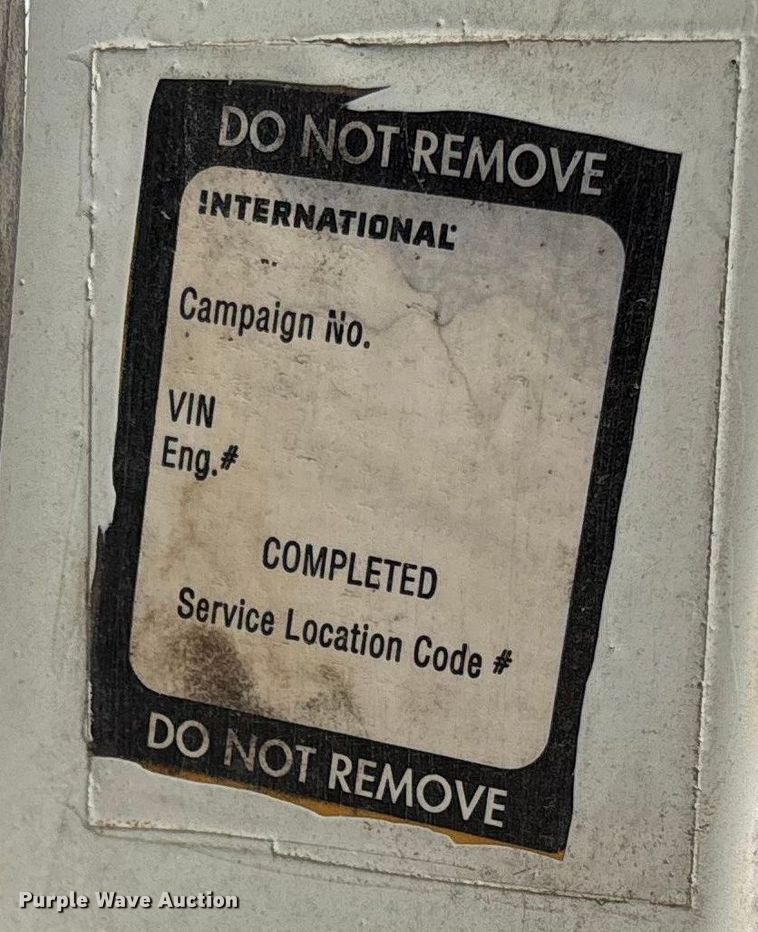 DO NOT REMOVE
INTERNATIONAL
Campaign No.
VIN
Eng.#
COMPLETED
Service Location Code #
DO NOT REMOVE
Purple Wave Auction